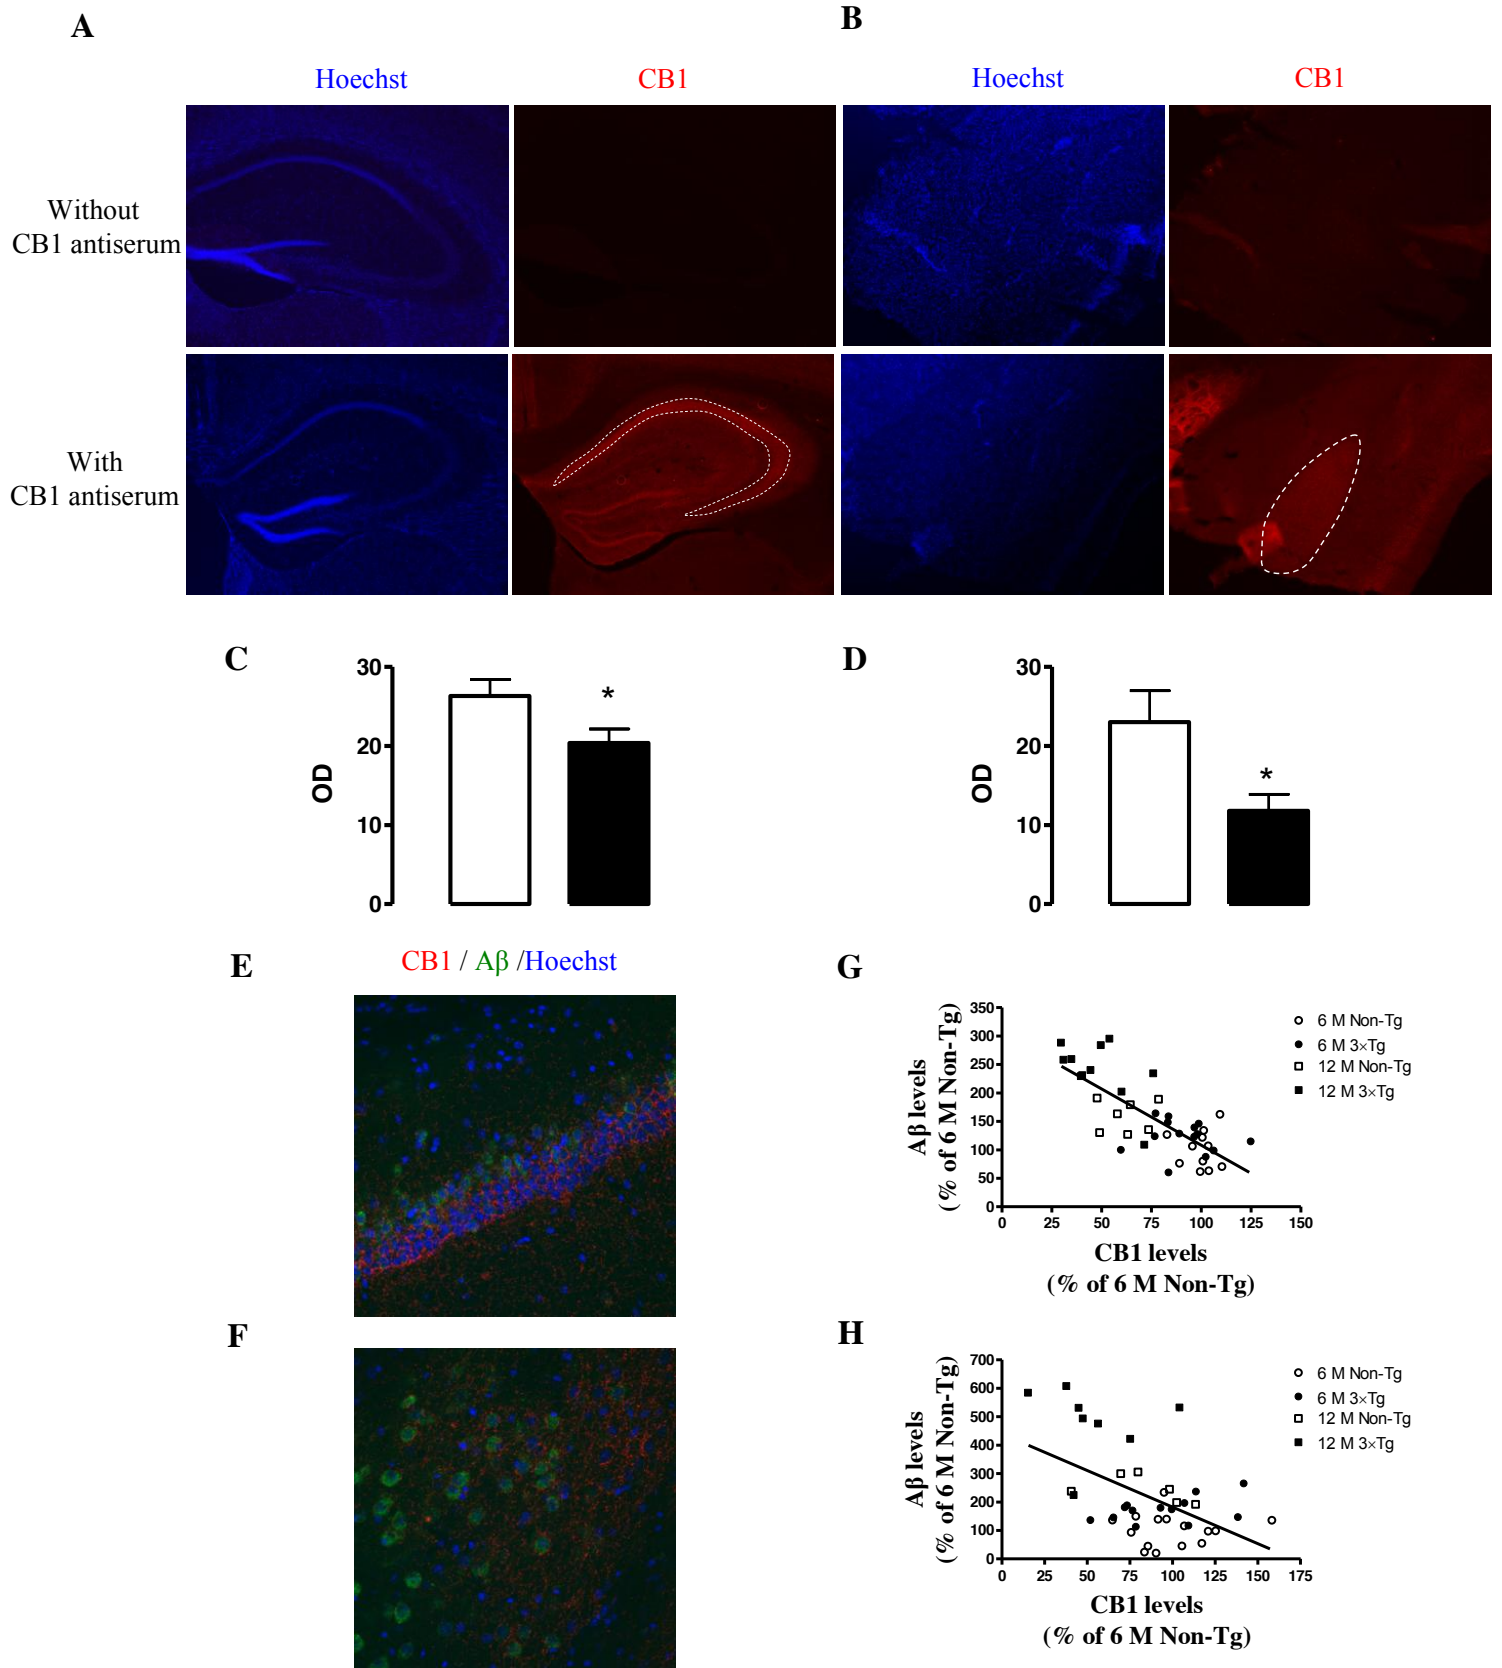 A
B
Hoechst
CB1
Hoechst
CB1
Without
CB1 antiserum
With
CB1 antiserum
C
30
20
10
0
OD
*
D
30
20
10
0
OD
*
E
CB1 / Aβ /Hoechst
F
G
Aβ levels
(% of 6 M Non-Tg)
350
300
250
200
150
100
50
0
0 25 50 75 100 125 150
CB1 levels
(% of 6 M Non-Tg)
6 M Non-Tg
6 M 3×Tg
12 M Non-Tg
12 M 3×Tg
H
Aβ levels
(% of 6 M Non-Tg)
700
600
500
400
300
200
100
0
0 25 50 75 100 125 150 175
CB1 levels
(% of 6 M Non-Tg)
6 M Non-Tg
6 M 3×Tg
12 M Non-Tg
12 M 3×Tg